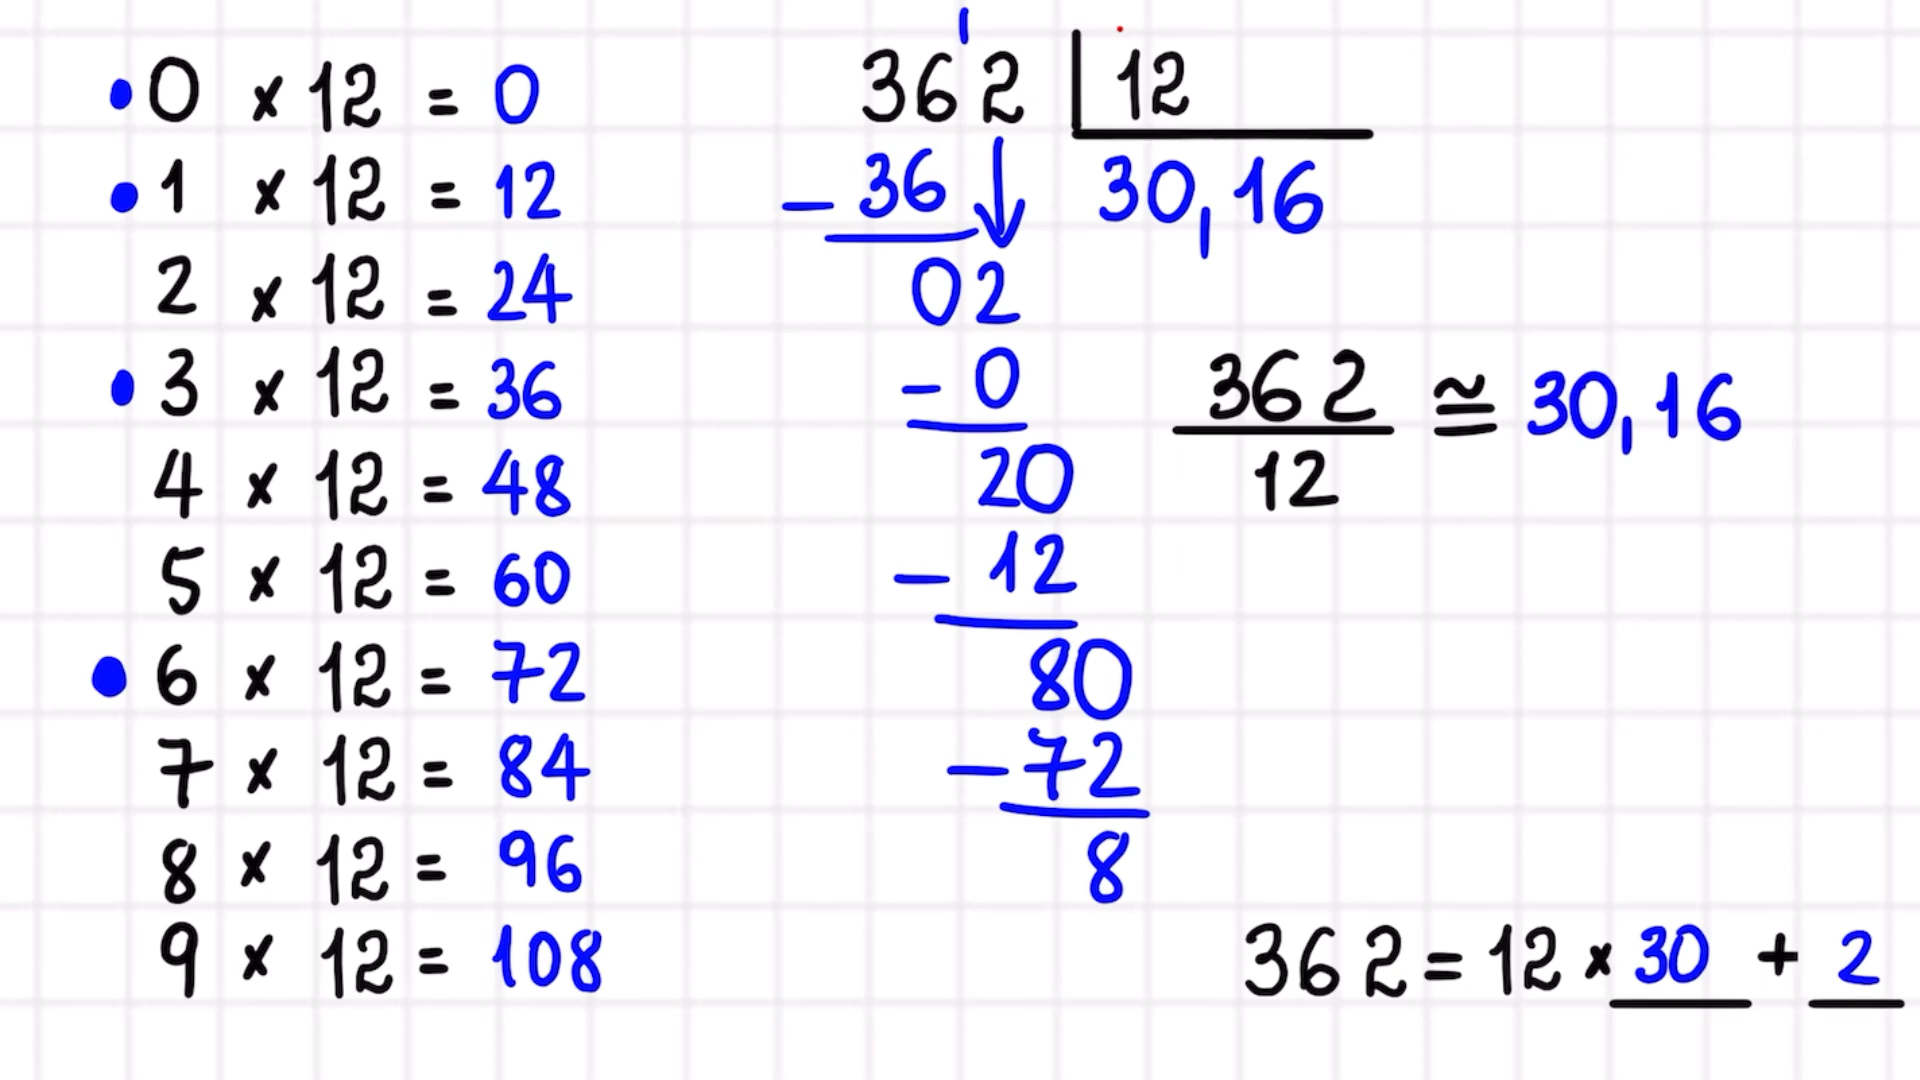 0 × 12 = 0
1 × 12 = 12
2 × 12 = 24
3 × 12 = 36
4 × 12 = 48
5 × 12 = 60
6 × 12 = 72
7 × 12 = 84
8 × 12 = 96
9 × 12 = 108
36'2 | 12
- 36 30,16
02
- 0
20
- 12
80
- 72
8
362
12
≅ 30,16
362 = 12 × 30 + 2